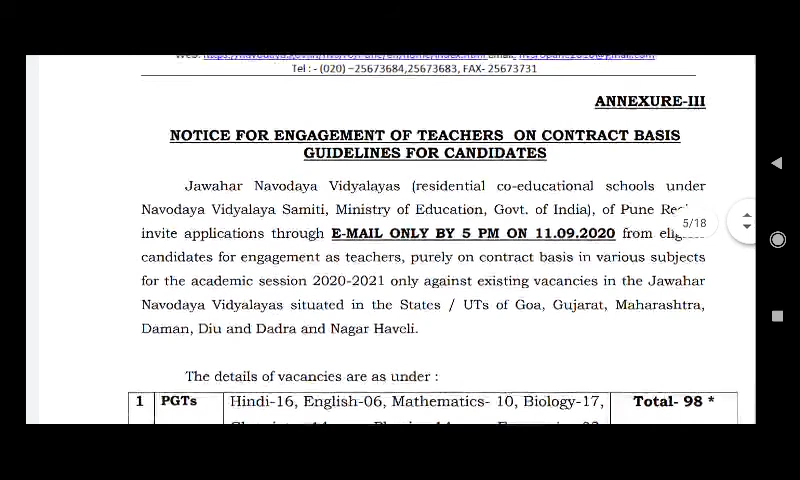 Tel : - (020) –25673684,25673683, FAX- 25673731
ANNEXURE-III
NOTICE FOR ENGAGEMENT OF TEACHERS ON CONTRACT BASIS
GUIDELINES FOR CANDIDATES
Jawahar Navodaya Vidyalayas (residential co-educational schools under
Navodaya Vidyalaya Samiti, Ministry of Education, Govt. of India), of Pune
5/18
invite applications through E-MAIL ONLY BY 5 PM ON 11.09.2020 from
candidates for engagement as teachers, purely on contract basis in various subjects
for the academic session 2020-2021 only against existing vacancies in the Jawahar
Navodaya Vidyalayas situated in the States / UTs of Goa, Gujarat, Maharashtra,
Daman, Diu and Dadra and Nagar Haveli.
The details of vacancies are as under :
1 PGTs Hindi-16, English-06, Mathematics- 10, Biology-17, Total- 98 *